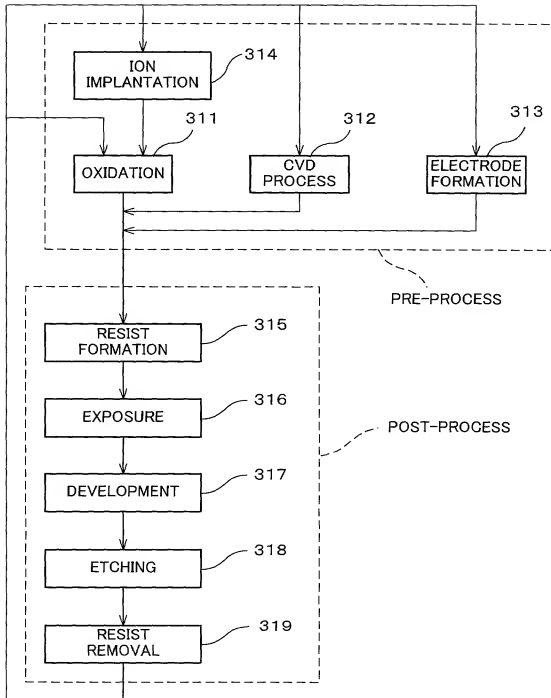 ION
IMPLANTATION
314
311
312
313
OXIDATION
CVD
PROCESS
ELECTRODE
FORMATION
PRE-PROCESS
RESIST
FORMATION
315
EXPOSURE
316
POST-PROCESS
DEVELOPMENT
317
ETCHING
318
RESIST
REMOVAL
319